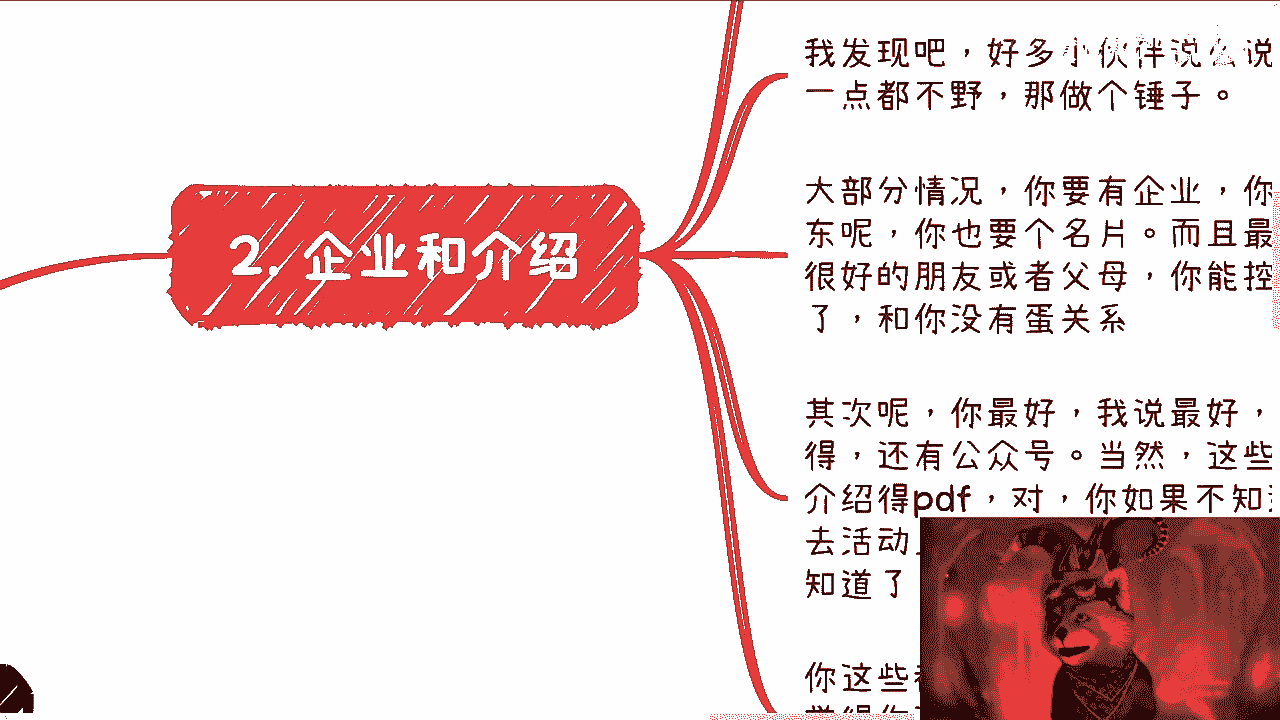 2. 企业和介绍
我发现吧，好多小伙伴说么说
一点都不野，那做个锤子。
大部分情况，你要有企业，你
东呢，你也要个名片。而且最
很好的朋友或者父母，你能控
了，和你没有蛋关系
其次呢，你最好，我说最好，
得，还有公众号。当然，这些
介绍得pdf，对，你如果不知
去活动
知道了
你这些